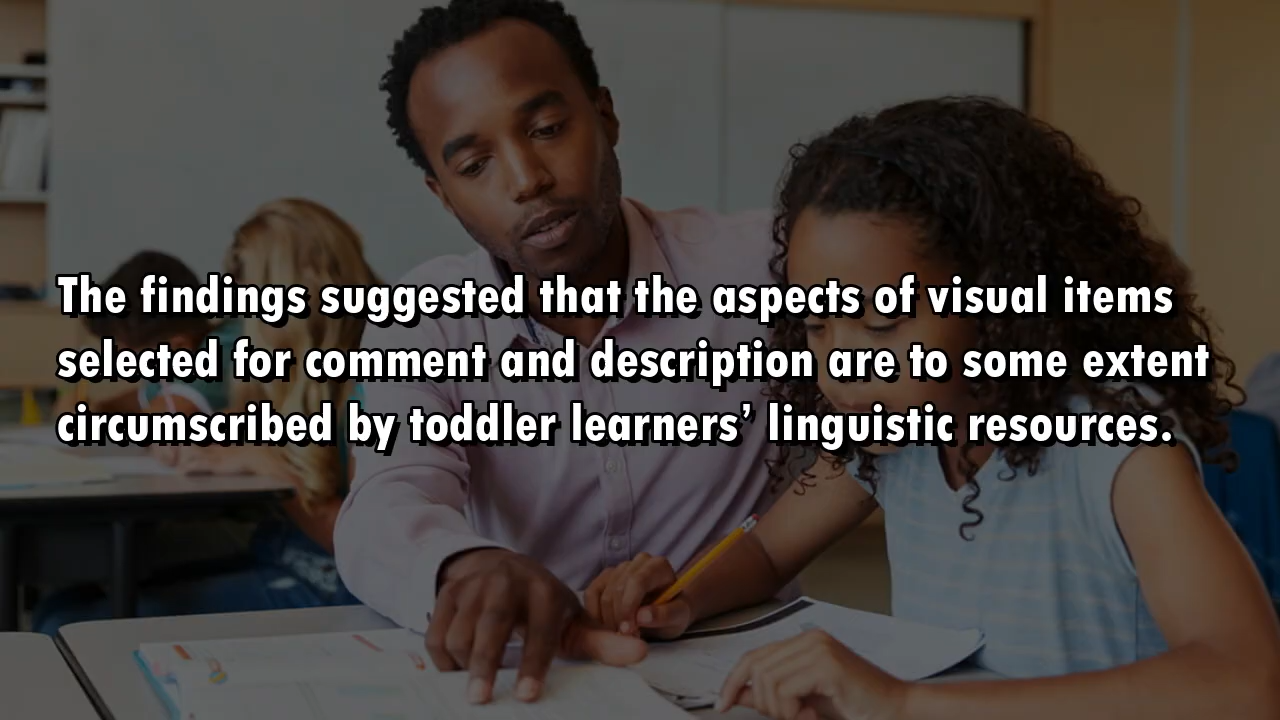 The findings suggested that the aspects of visual items
selected for comment and description are to some extent
circumscribed by toddler learners’ linguistic resources.